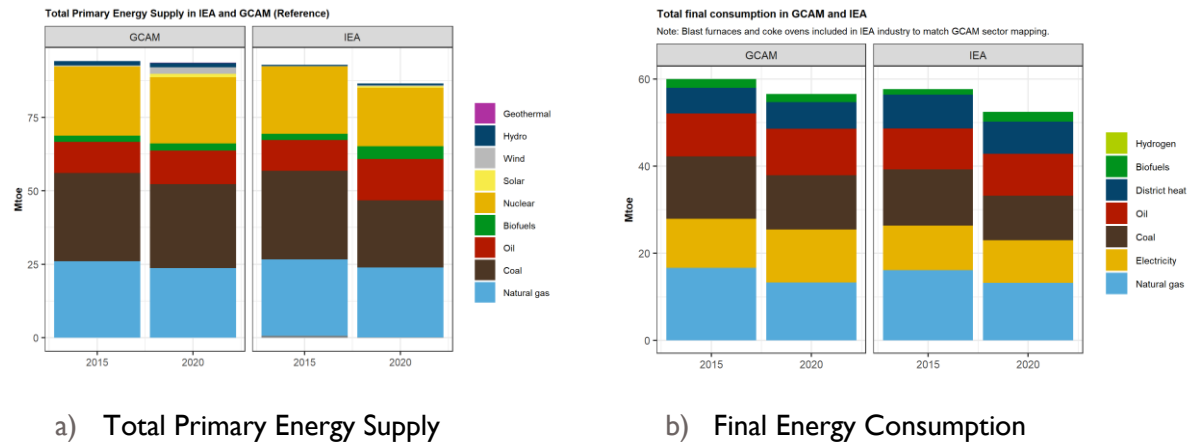 Total Primary Energy Supply in IEA and GCAM (Reference)
GCAM
IEA
Mtoe
75
50
25
0
2015
2020
2015
2020
Geothermal
Hydro
Wind
Solar
Nuclear
Biofuels
Oil
Coal
Natural gas
a) Total Primary Energy Supply
Total final consumption in GCAM and IEA
Note: Blast furnaces and coke ovens included in IEA industry to match GCAM sector mapping.
GCAM
IEA
Mtoe
60
40
20
0
2015
2020
2015
2020
Hydrogen
Biofuels
District heat
Oil
Coal
Electricity
Natural gas
b) Final Energy Consumption